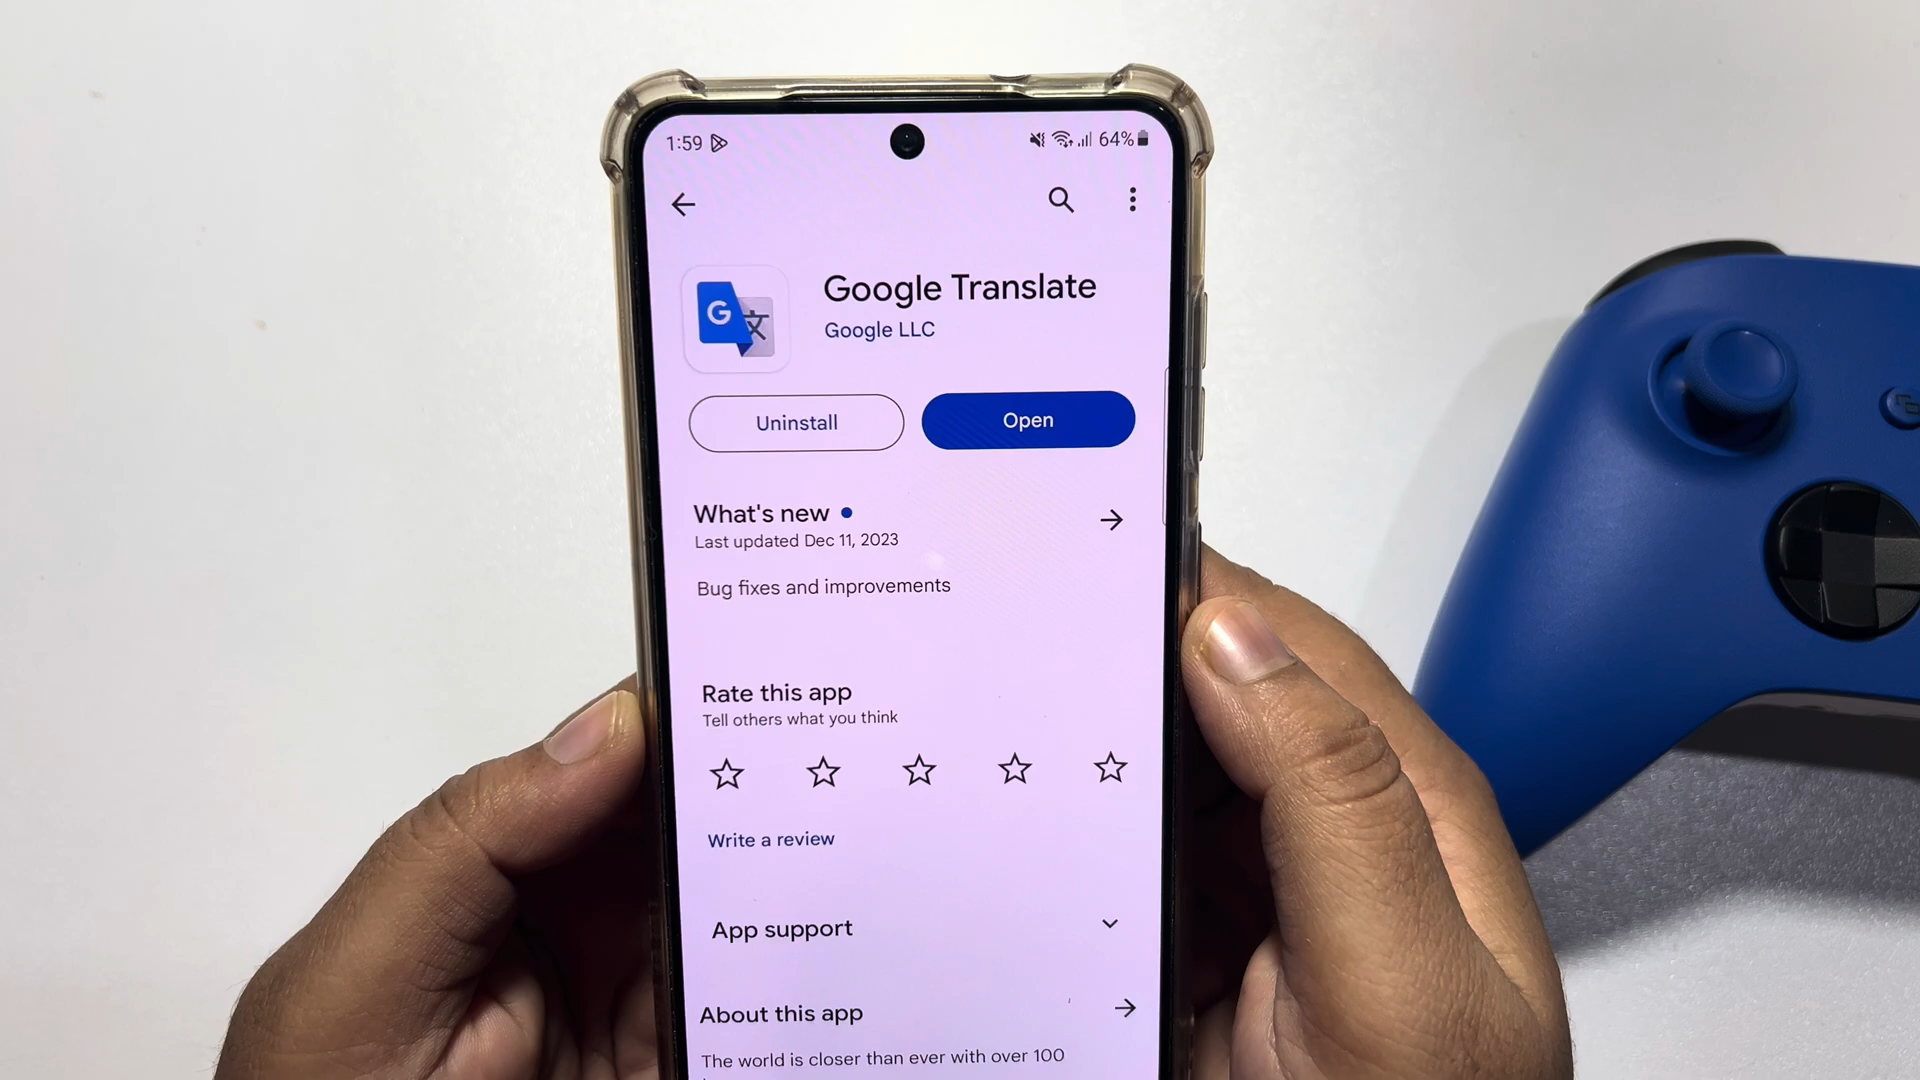 1:59 64%
Google Translate
Google LLC
G 文
Uninstall Open
What's new
Last updated Dec 11, 2023
Bug fixes and improvements
Rate this app
Tell others what you think
Write a review
App support
About this app
The world is closer than ever with over 100